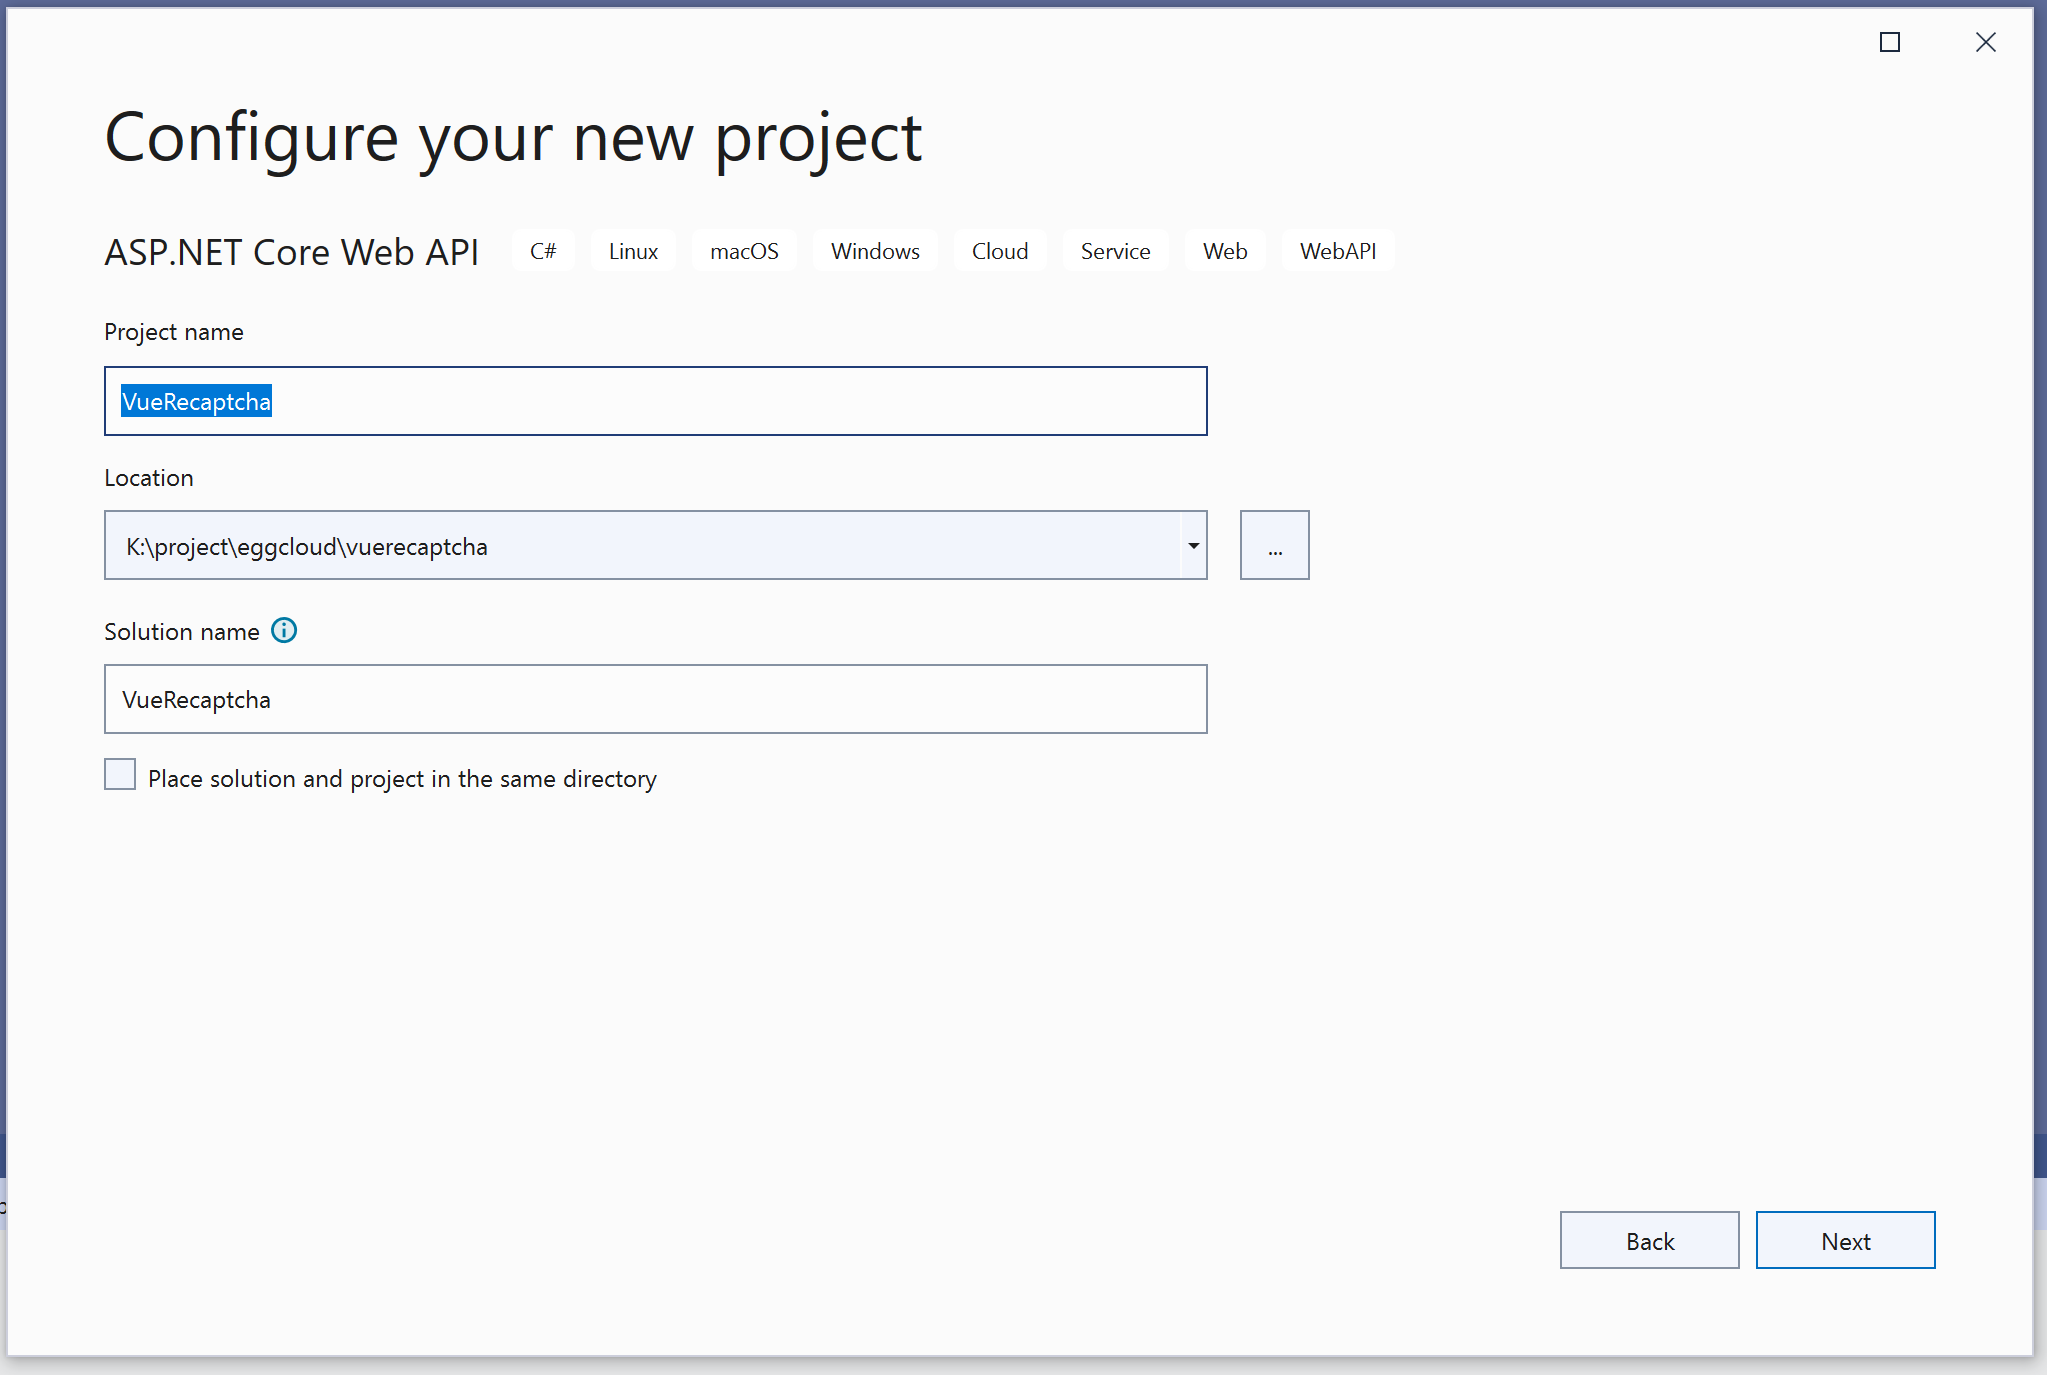 Configure your new project
ASP.NET Core Web API C# Linux macOS Windows Cloud Service Web WebAPI
Project name
VueRecaptcha
Location
K:\project\eggcloud\vuerecaptcha
...
Solution name
VueRecaptcha
Place solution and project in the same directory
Back Next